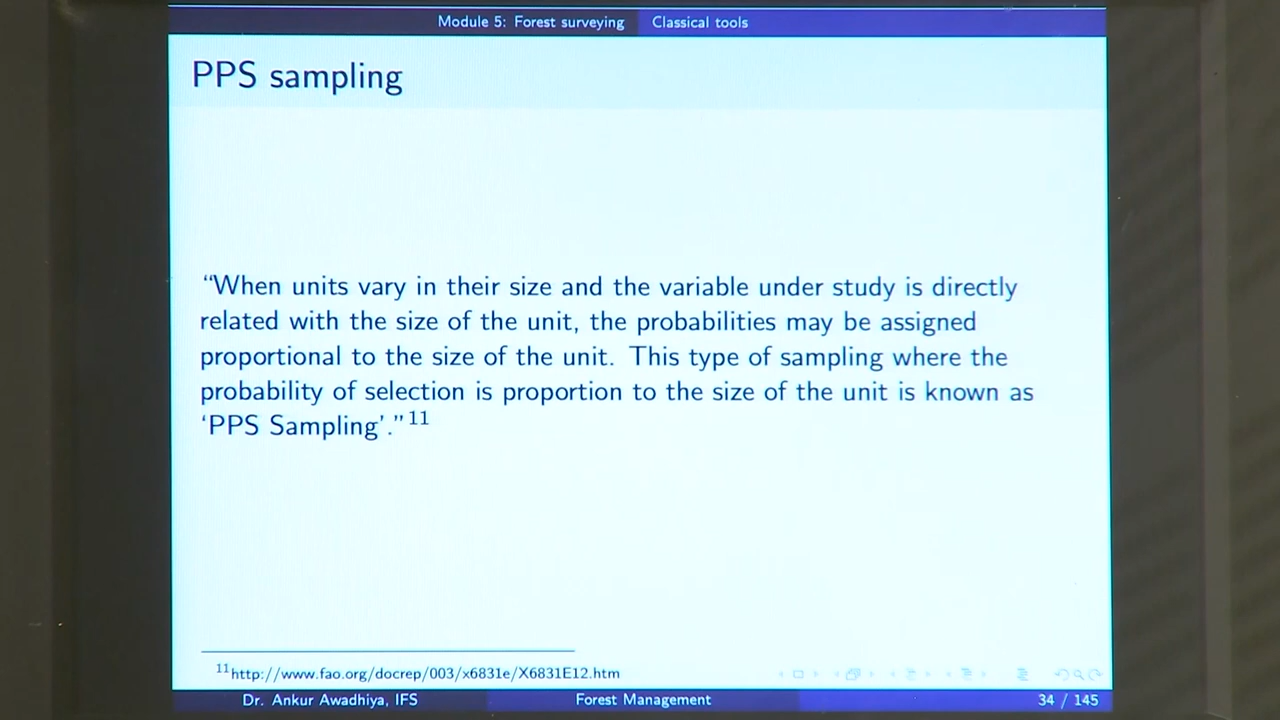 Module 5: Forest surveying Classical tools
PPS sampling
“When units vary in their size and the variable under study is directly
related with the size of the unit, the probabilities may be assigned
proportional to the size of the unit. This type of sampling where the
probability of selection is proportion to the size of the unit is known as
‘PPS Sampling’.”11
11http://www.fao.org/docrep/003/x6831e/X6831E12.htm
Dr. Ankur Awadhiya, IFS Forest Management 34 / 145